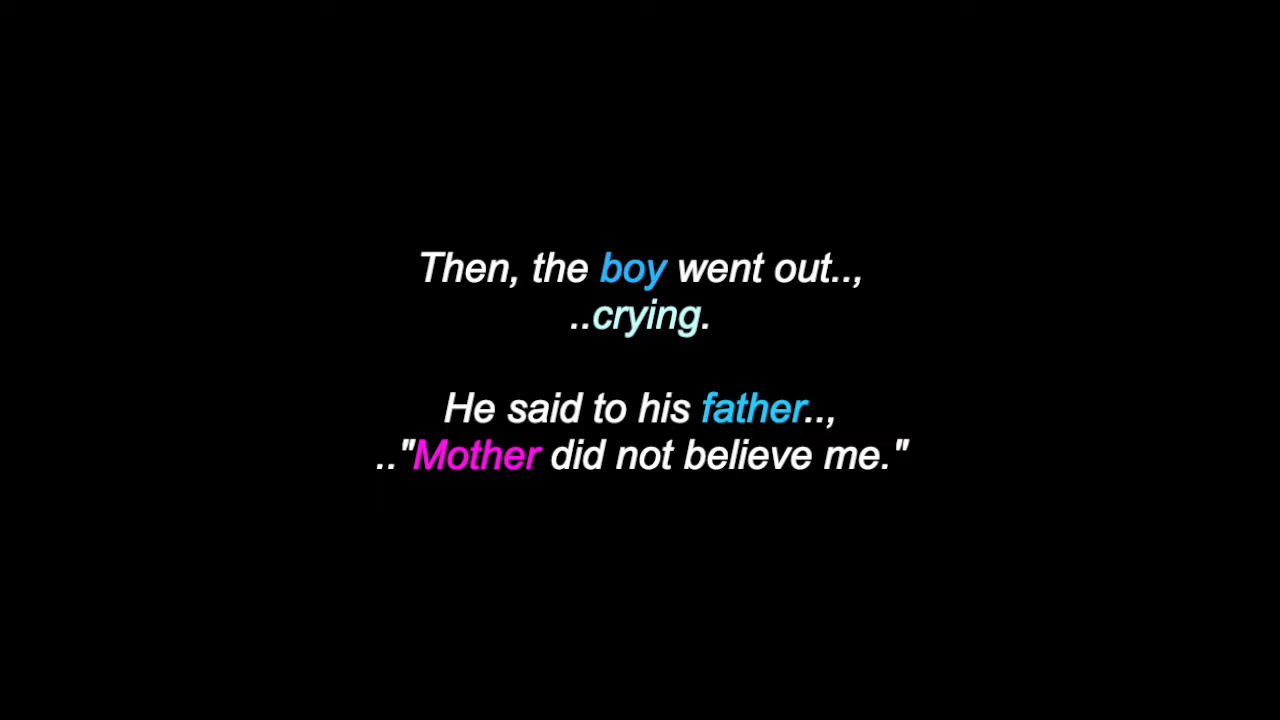 Then, the boy went out..,
..crying.
He said to his father..,
.."Mother did not believe me."